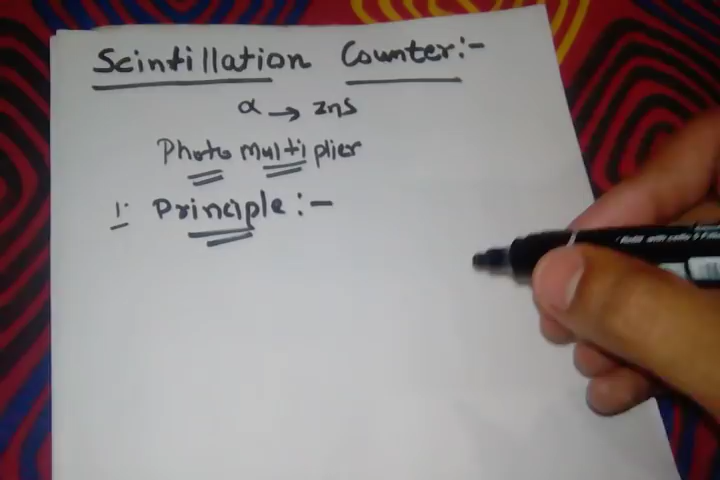 Scintillation Counter:-
α → ZnS
Photo multiplier
1: Principle:-